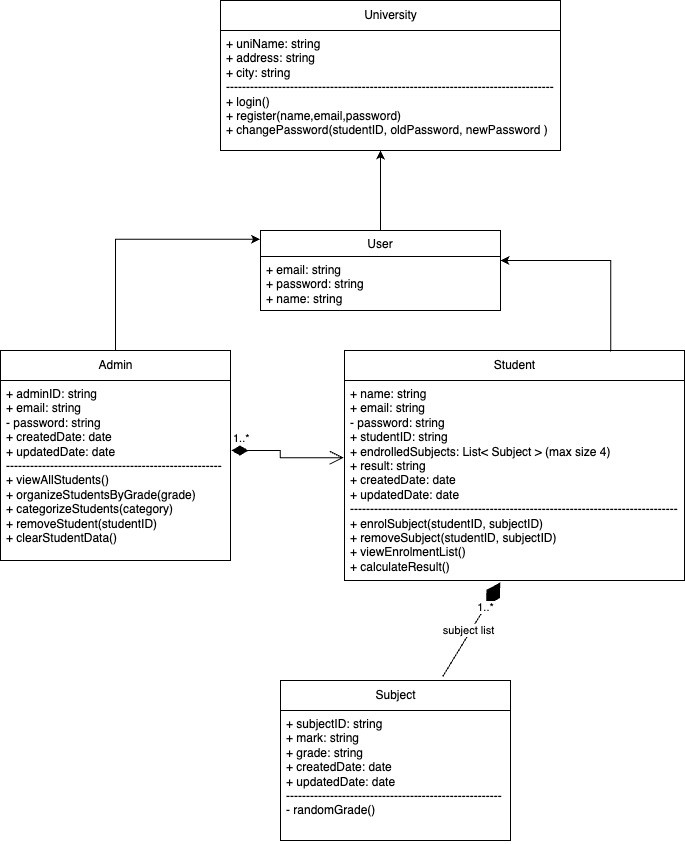 University
+ uniName: string
+ address: string
+ city: string
+ login()
+ register(name,email,password)
+ changePassword(studentID, oldPassword, newPassword )
User
+ email: string
+ password: string
+ name: string
Admin
+ adminID: string
+ email: string
- password: string
+ createdDate: date
+ updatedDate: date
+ viewAllStudents()
+ organizeStudentsByGrade(grade)
+ categorizeStudents(category)
+ removeStudent(studentID)
+ clearStudentData()
1..*
Student
+ name: string
+ email: string
- password: string
+ studentID: string
+ endrolledSubjects: List< Subject > (max size 4)
+ result: string
+ createdDate: date
+ updatedDate: date
+ enrolSubject(studentID, subjectID)
+ removeSubject(studentID, subjectID)
+ viewEnrolmentList()
+ calculateResult()
1..*
subject list
Subject
+ subjectID: string
+ mark: string
+ grade: string
+ createdDate: date
+ updatedDate: date
- randomGrade()